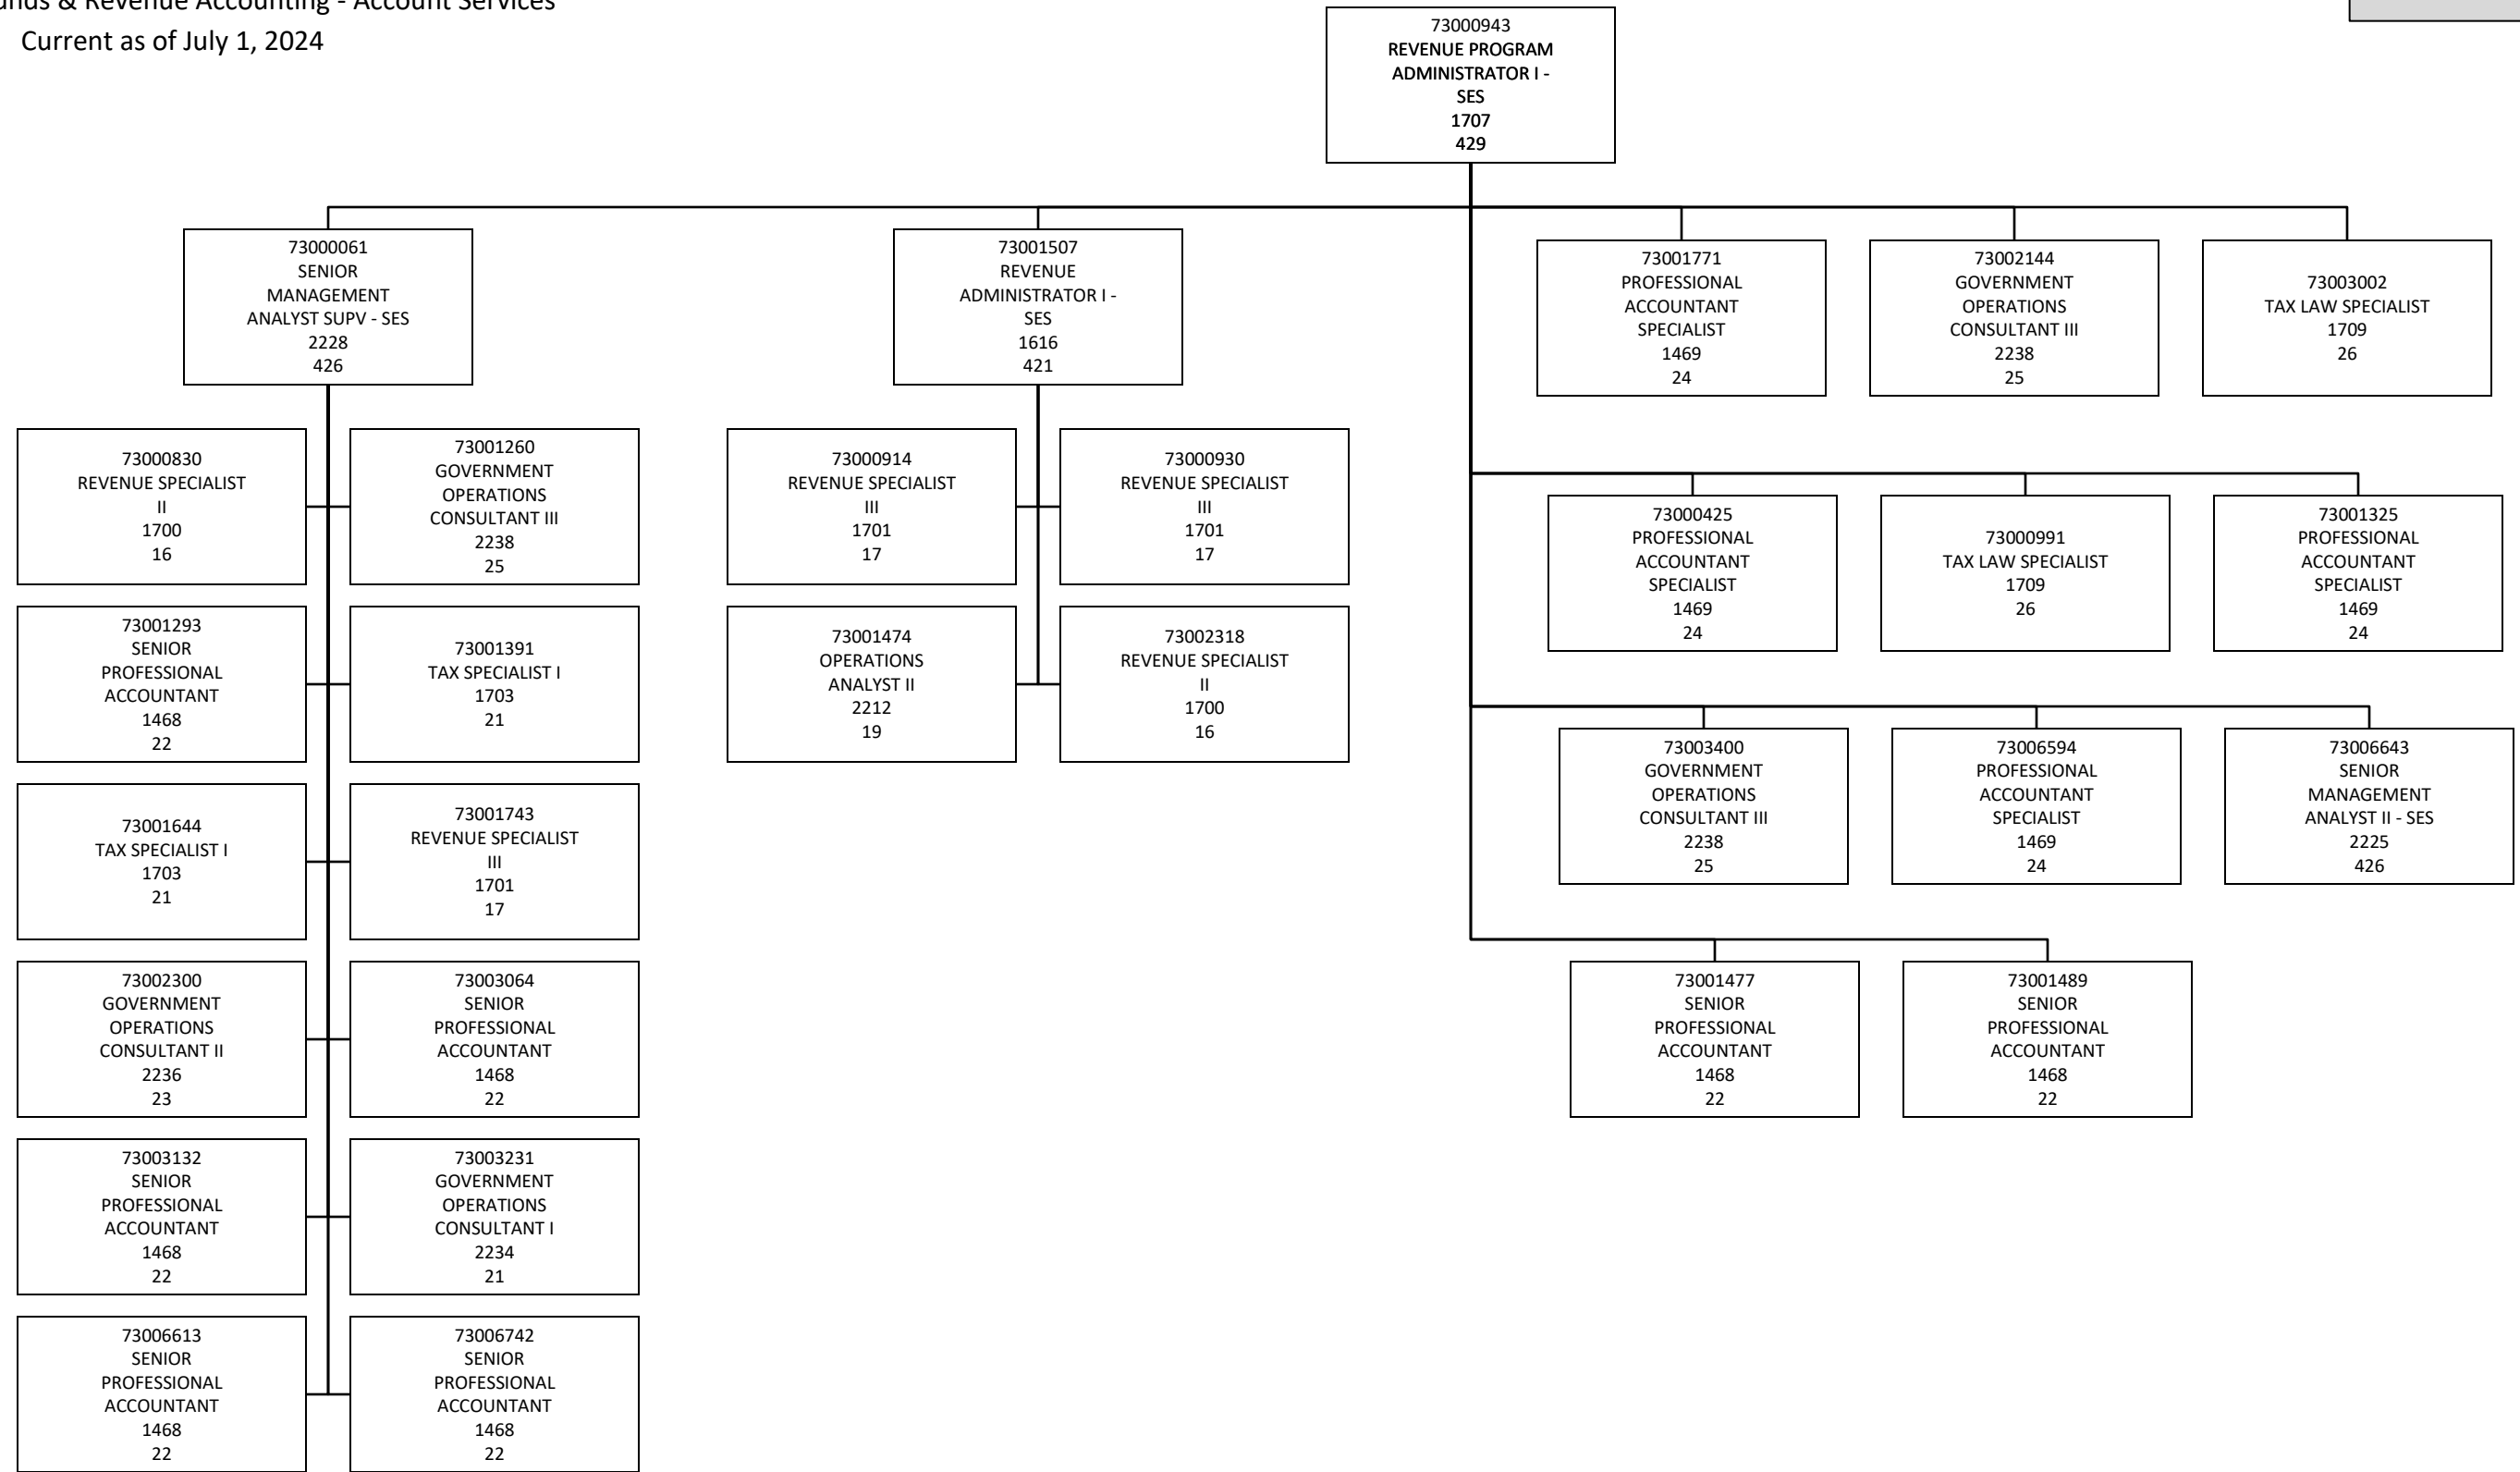 & Revenue Accounting - Account Services
Current as of July 1, 2024
73000943
REVENUE PROGRAM
ADMINISTRATOR I -
SES
1707
429
73000061
SENIOR
MANAGEMENT
ANALYST SUPV - SES
2228
426
73001507
REVENUE
ADMINISTRATOR I -
SES
1616
421
73001771
PROFESSIONAL
ACCOUNTANT
SPECIALIST
1469
24
73002144
GOVERNMENT
OPERATIONS
CONSULTANT III
2238
25
73003002
TAX LAW SPECIALIST
1709
26
73000830
REVENUE SPECIALIST
II
1700
16
73001260
GOVERNMENT
OPERATIONS
CONSULTANT III
2238
25
73000914
REVENUE SPECIALIST
III
1701
17
73000930
REVENUE SPECIALIST
III
1701
17
73000425
PROFESSIONAL
ACCOUNTANT
SPECIALIST
1469
24
73000991
TAX LAW SPECIALIST
1709
26
73001325
PROFESSIONAL
ACCOUNTANT
SPECIALIST
1469
24
73001293
SENIOR
PROFESSIONAL
ACCOUNTANT
1468
22
73001391
TAX SPECIALIST I
1703
21
73001474
OPERATIONS
ANALYST II
2212
19
73002318
REVENUE SPECIALIST
II
1700
16
73003400
GOVERNMENT
OPERATIONS
CONSULTANT III
2238
25
73006594
PROFESSIONAL
ACCOUNTANT
SPECIALIST
1469
24
73006643
SENIOR
MANAGEMENT
ANALYST II - SES
2225
426
73001644
TAX SPECIALIST I
1703
21
73001743
REVENUE SPECIALIST
III
1701
17
73002300
GOVERNMENT
OPERATIONS
CONSULTANT II
2236
23
73003064
SENIOR
PROFESSIONAL
ACCOUNTANT
1468
22
73001477
SENIOR
PROFESSIONAL
ACCOUNTANT
1468
22
73001489
SENIOR
PROFESSIONAL
ACCOUNTANT
1468
22
73003132
SENIOR
PROFESSIONAL
ACCOUNTANT
1468
22
73003231
GOVERNMENT
OPERATIONS
CONSULTANT I
2234
21
73006613
SENIOR
PROFESSIONAL
ACCOUNTANT
1468
22
73006742
SENIOR
PROFESSIONAL
ACCOUNTANT
1468
22